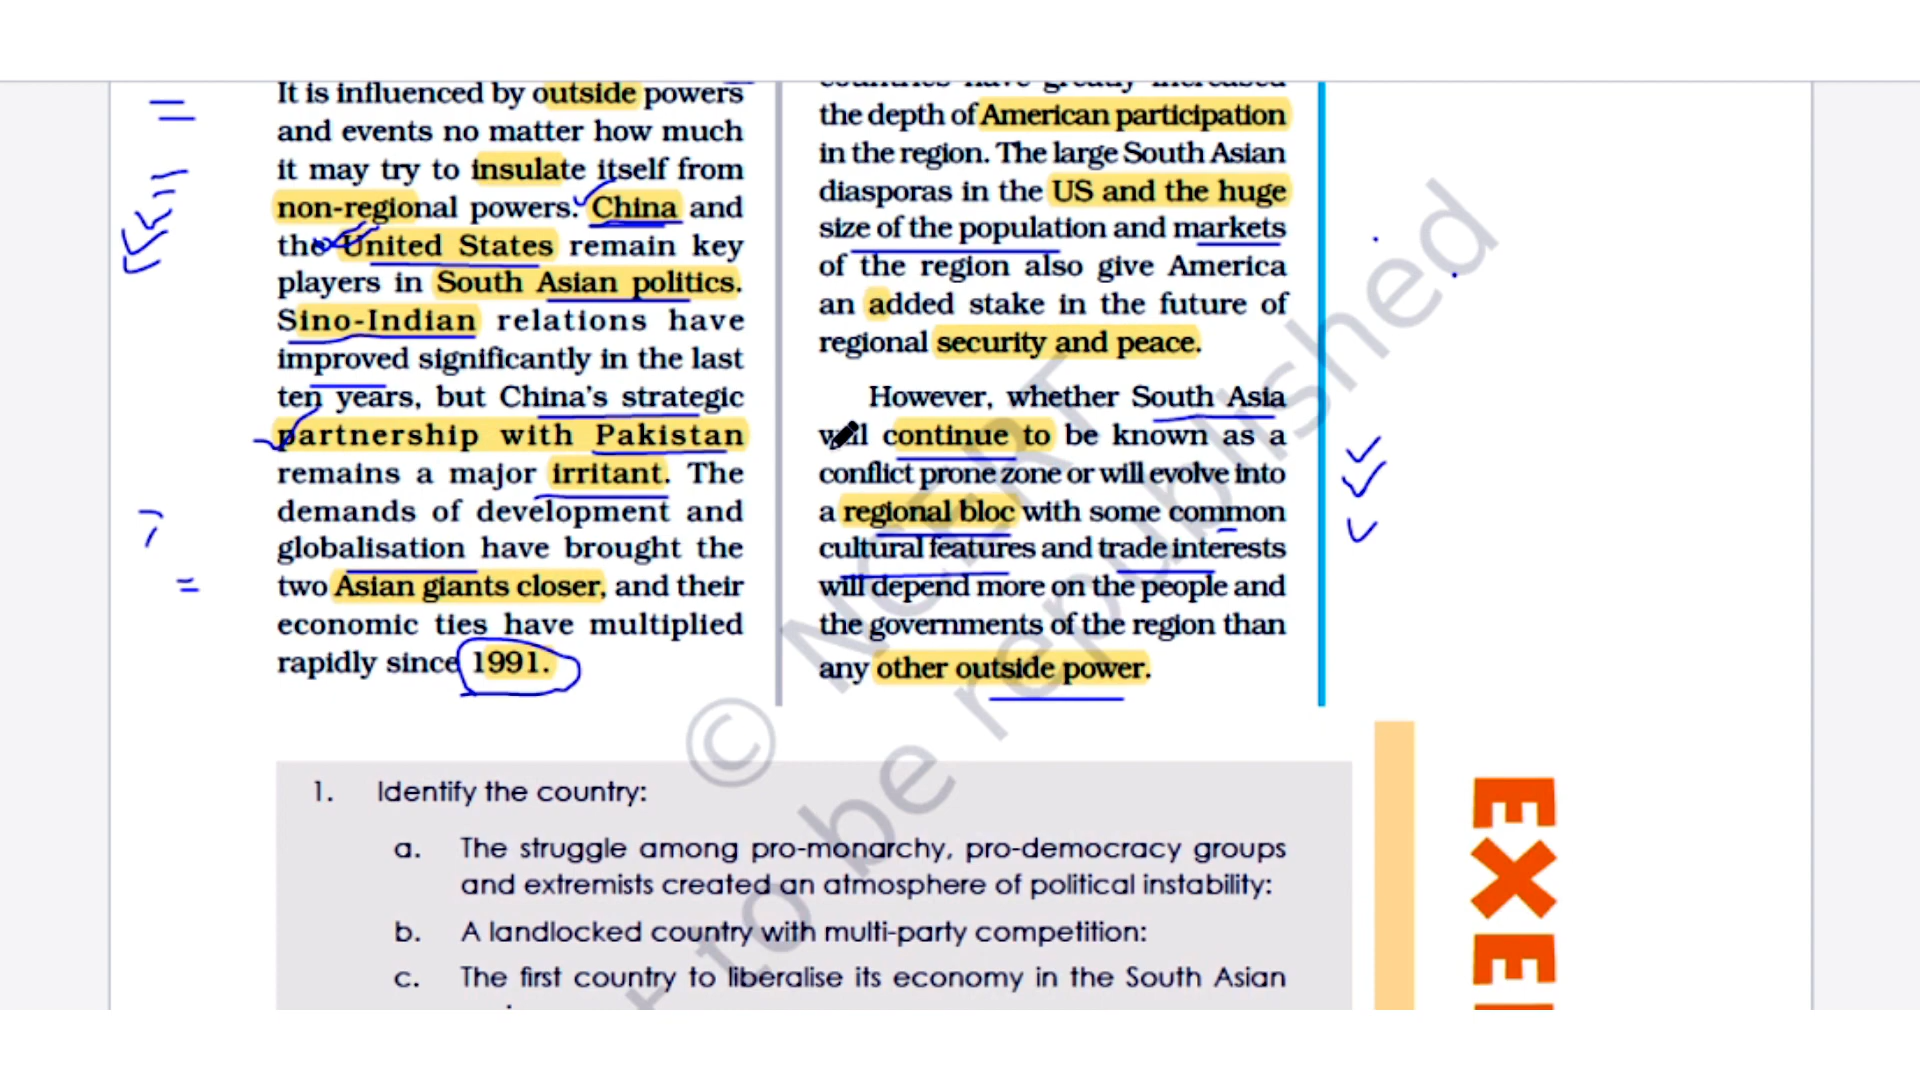 It is influenced by outside powers
and events no matter how much
it may try to insulate itself from
non-regional powers. China and
the United States remain key
players in South Asian politics.
Sino-Indian relations have
improved significantly in the last
ten years, but China's strategic
partnership with Pakistan
remains a major irritant. The
demands of development and
globalisation have brought the
two Asian giants closer, and their
economic ties have multiplied
rapidly since 1991.
countries have greatly increased
the depth of American participation
in the region. The large South Asian
diasporas in the US and the huge
size of the population and markets
of the region also give America
an added stake in the future of
regional security and peace.
However, whether South Asia
will continue to be known as a
conflict prone zone or will evolve into
a regional bloc with some common
cultural features and trade interests
will depend more on the people and
the governments of the region than
any other outside power.
© NCERT
to be republished
1. Identify the country:
a. The struggle among pro-monarchy, pro-democracy groups
and extremists created an atmosphere of political instability:
b. A landlocked country with multi-party competition:
c. The first country to liberalise its economy in the South Asian
EXE